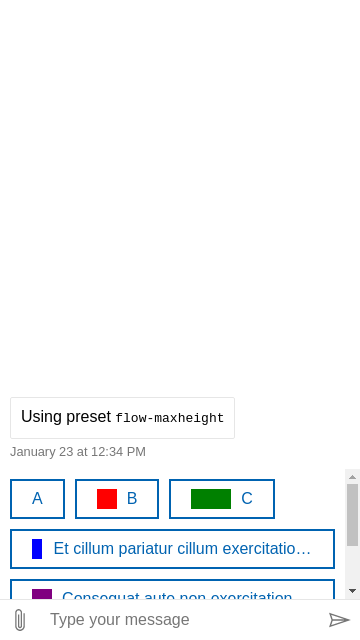 Using preset flow-maxheight
January 23 at 12:34 PM
A
B
C
Et cillum pariatur cillum exercitatio…
Consequat aute non exercitation
Type your message